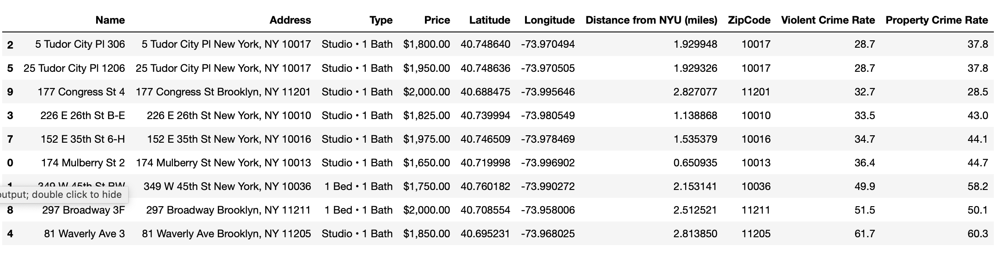 Name Address Type Price Latitude Longitude Distance from NYU (miles) ZipCode Violent Crime Rate Property Crime Rate
2 5 Tudor City Pl 306 5 Tudor City Pl New York, NY 10017 Studio • 1 Bath $1,800.00 40.748640 -73.970494 1.929948 10017 28.7 37.8
5 25 Tudor City Pl 1206 25 Tudor City Pl New York, NY 10017 Studio • 1 Bath $1,950.00 40.748636 -73.970505 1.929326 10017 28.7 37.8
9 177 Congress St 4 177 Congress St Brooklyn, NY 11201 Studio • 1 Bath $2,000.00 40.688475 -73.995646 2.827077 11201 32.7 28.5
3 226 E 26th St B-E 226 E 26th St New York, NY 10010 Studio • 1 Bath $1,825.00 40.739994 -73.980549 1.138868 10010 33.5 43.0
7 152 E 35th St 6-H 152 E 35th St New York, NY 10016 Studio • 1 Bath $1,975.00 40.746509 -73.978469 1.535379 10016 34.7 44.1
0 174 Mulberry St 2 174 Mulberry St New York, NY 10013 Studio • 1 Bath $1,650.00 40.719998 -73.996902 0.650935 10013 36.4 44.7
1 349 W 45th St BW 349 W 45th St New York, NY 10036 1 Bed • 1 Bath $1,750.00 40.760182 -73.990272 2.153141 10036 49.9 58.2
output; double click to hide
8 297 Broadway 3F 297 Broadway Brooklyn, NY 11211 1 Bed • 1 Bath $2,000.00 40.708554 -73.958006 2.512521 11211 51.5 50.1
4 81 Waverly Ave 3 81 Waverly Ave Brooklyn, NY 11205 Studio • 1 Bath $1,850.00 40.695231 -73.968025 2.813850 11205 61.7 60.3